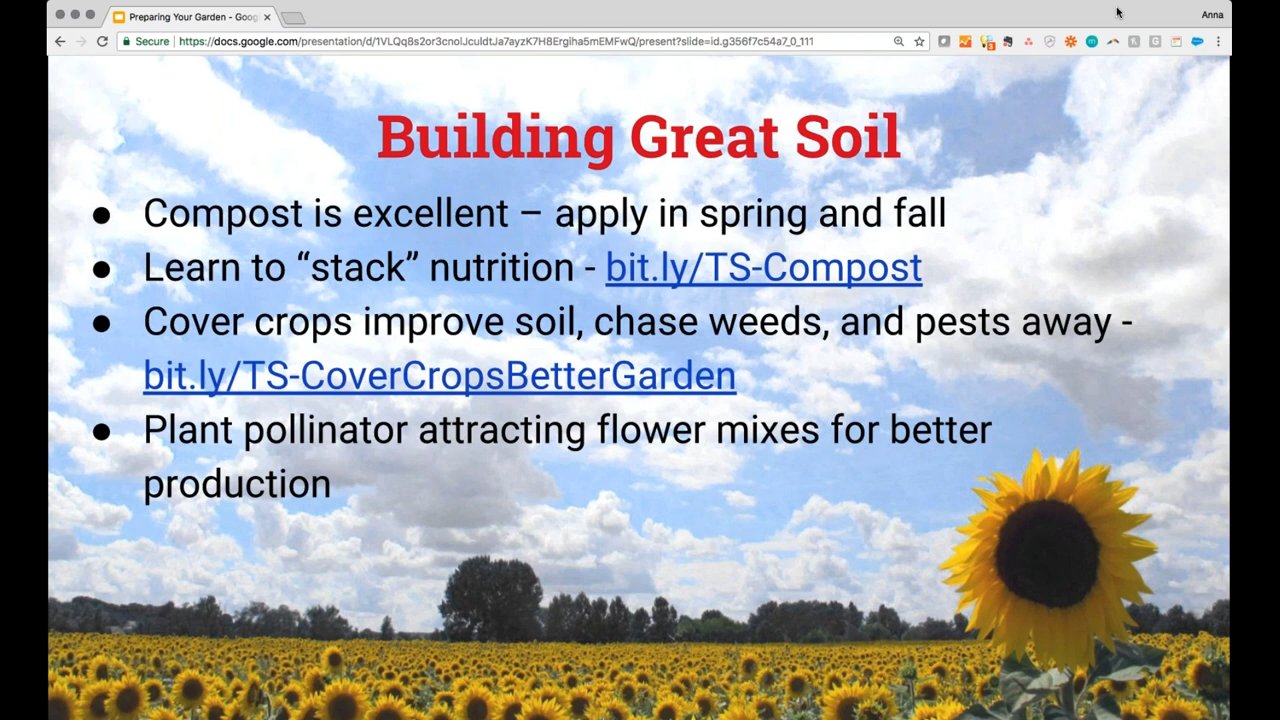 Preparing Your Garden - Goog
Anna
Secure
https://docs.google.com/presentation/d/1VLQq8s2or3cnolJculdtJa7ayzK7H8Ergiha5mEMFwQ/present?slide=id.g356f7c54a7_0_111
Building Great Soil
● Compost is excellent – apply in spring and fall
● Learn to “stack” nutrition - bit.ly/TS-Compost
● Cover crops improve soil, chase weeds, and pests away -
bit.ly/TS-CoverCropsBetterGarden
● Plant pollinator attracting flower mixes for better
production